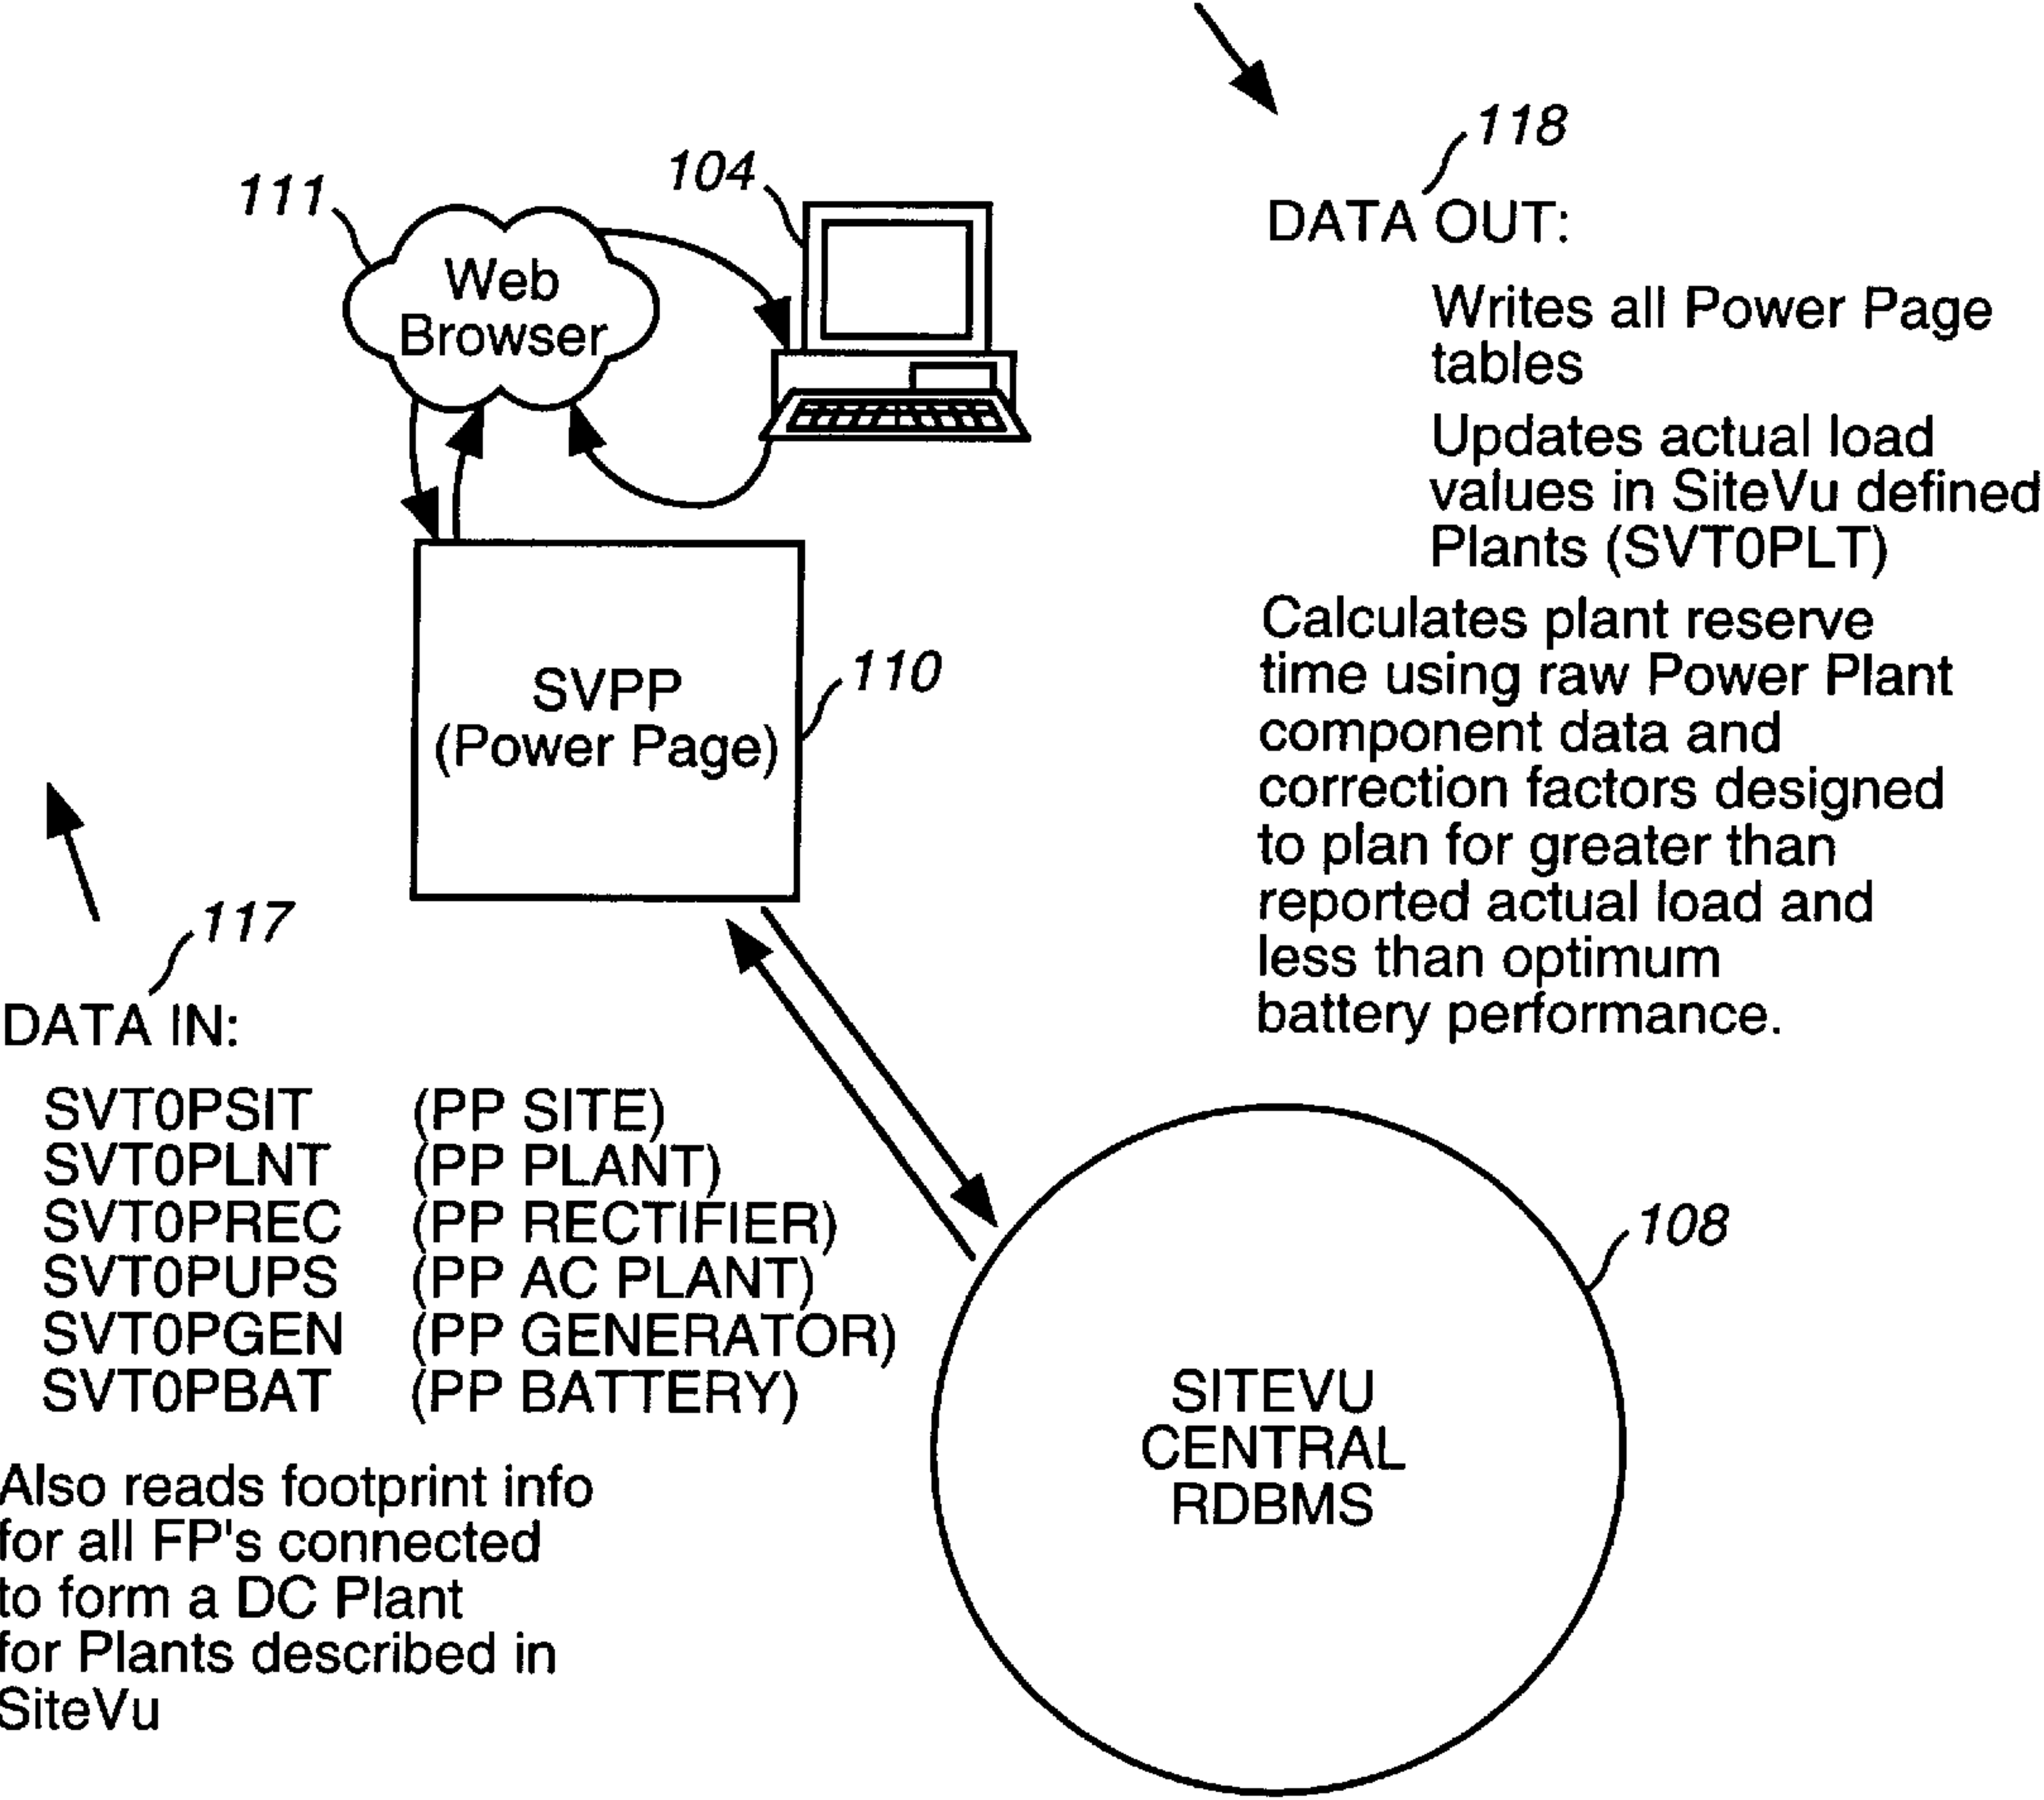 118
104
111
DATA OUT:
Web
Browser
Writes all Power Page
tables
Updates actual load
values in SiteVu defined
Plants (SVT0PLT)
SVPP
(Power Page)
110
Calculates plant reserve
time using raw Power Plant
component data and
correction factors designed
to plan for greater than
reported actual load and
less than optimum
battery performance.
117
DATA IN:
SVT0PSIT (PP SITE)
SVT0PLNT (PP PLANT)
SVT0PREC (PP RECTIFIER)
SVT0PUPS (PP AC PLANT)
SVT0PGEN (PP GENERATOR)
SVT0PBAT (PP BATTERY)
Also reads footprint info
for all FP's connected
to form a DC Plant
for Plants described in
SiteVu
108
SITEVU
CENTRAL
RDBMS